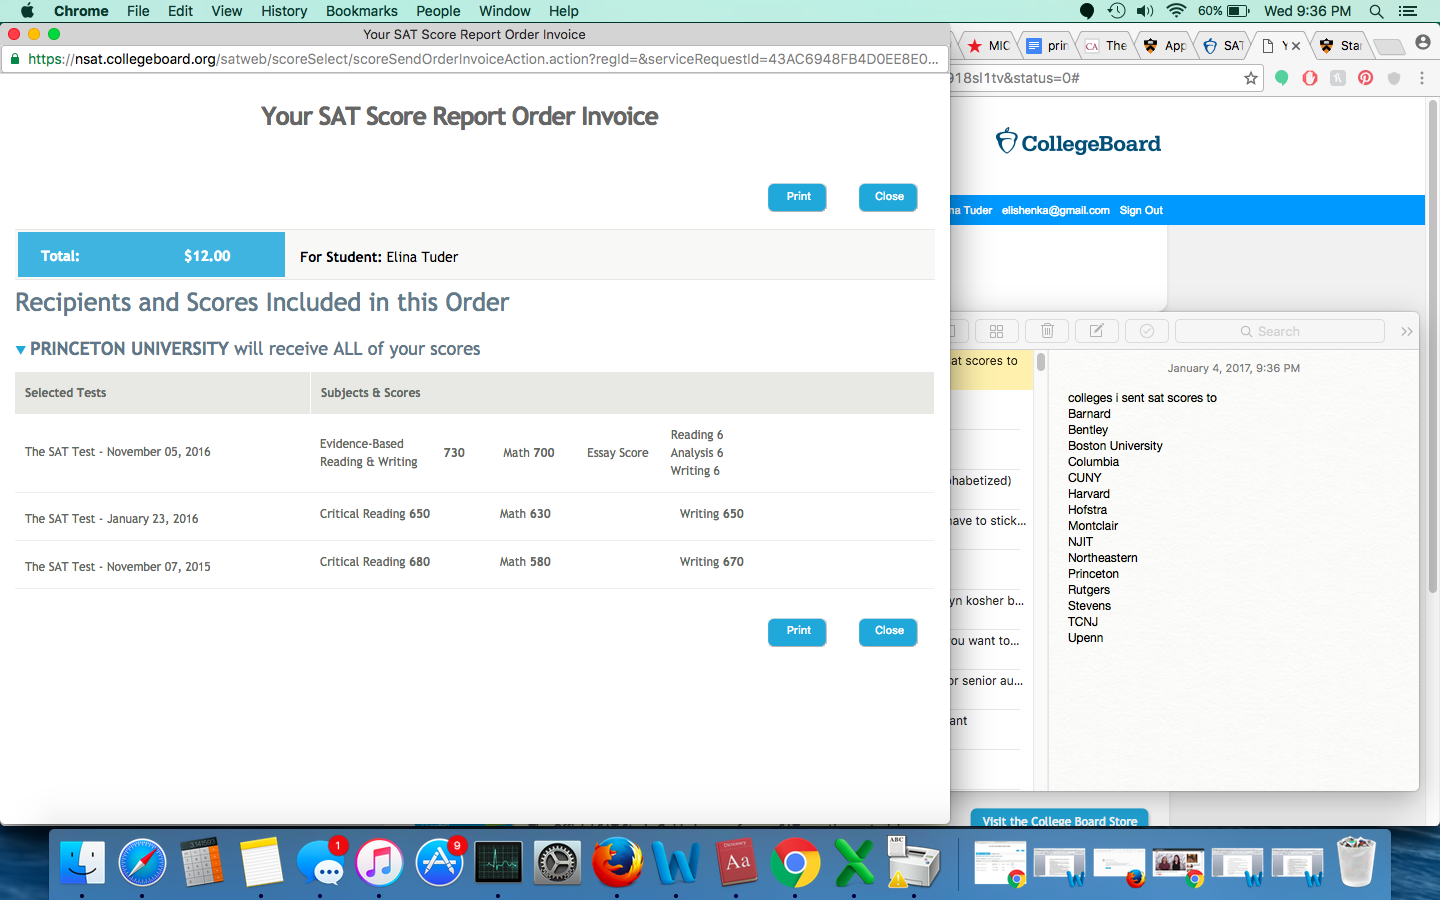 Chrome File Edit View History Bookmarks People Window Help
60% Wed 9:36 PM
Your SAT Score Report Order Invoice
https://nsat.collegeboard.org/satweb/scoreSelect/scoreSendOrderInvoiceAction.action?regId=&serviceRequestId=43AC6948FB4D0EE8E0...
Your SAT Score Report Order Invoice
Print Close
Total: $12.00 For Student: Elina Tuder
Recipients and Scores Included in this Order
PRINCETON UNIVERSITY will receive ALL of your scores
Selected Tests Subjects & Scores
The SAT Test - November 05, 2016
Evidence-Based
Reading & Writing
730
Math 700
Essay Score
Reading 6
Analysis 6
Writing 6
The SAT Test - January 23, 2016 Critical Reading 650 Math 630 Writing 650
The SAT Test - November 07, 2015 Critical Reading 680 Math 580 Writing 670
Print Close
MIC prin CA The App SAT Y Star
918sl1tv&status=0#
CollegeBoard
na Tuder elishenka@gmail.com Sign Out
Search
at scores to
habetized)
ave to stick...
yn kosher b...
ou want to...
or senior au...
ant
January 4, 2017, 9:36 PM
colleges i sent sat scores to
Barnard
Bentley
Boston University
Columbia
CUNY
Harvard
Hofstra
Montclair
NJIT
Northeastern
Princeton
Rutgers
Stevens
TCNJ
Upenn
Visit the College Board Store
1
9
Dictionary
Aa
ABC